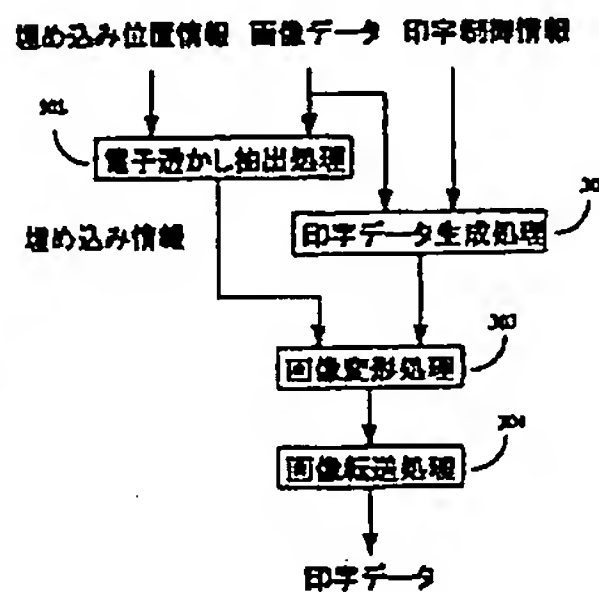 埋め込み位置情報 画像データ 印字制御情報
301
電子透かし抽出処理
埋め込み情報
印字データ生成処理
303
画像変形処理
304
画像転送処理
印字データ